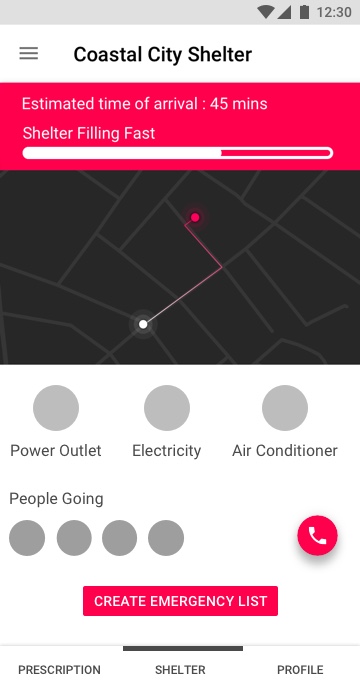 12:30
Coastal City Shelter
Estimated time of arrival : 45 mins
Shelter Filling Fast
Power Outlet Electricity Air Conditioner
People Going
CREATE EMERGENCY LIST
PRESCRIPTION SHELTER PROFILE